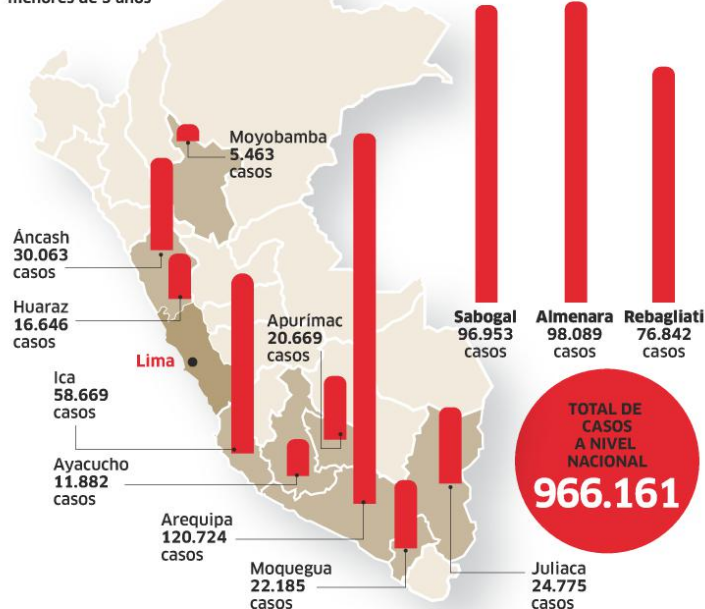 menores de 5 años
Moyobamba
5.463
casos
Áncash
30.063
casos
Huaraz
16.646
casos
Lima
Apurímac
20.669
casos
Ica
58.669
casos
Ayacucho
11.882
casos
Arequipa
120.724
casos
Moquegua
22.185
casos
Juliaca
24.775
casos
Sabogal
96.953
casos
Almenara
98.089
casos
Rebagliati
76.842
casos
TOTAL DE
CASOS
A NIVEL
NACIONAL
966.161